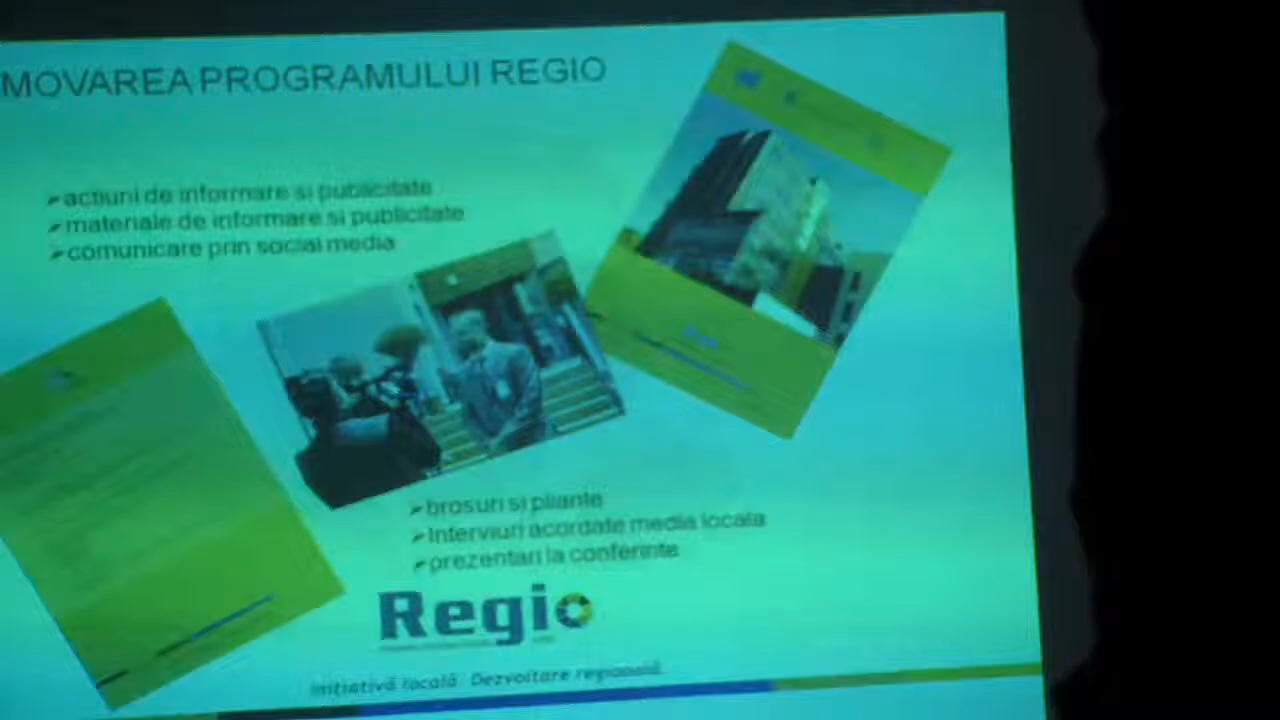 MOVAREA PROGRAMULUI REGIO
➢actiuni de informare si publicitate
➢materiale de informare si publicitate
➢comunicare prin social media
➢brosuri si pliante
➢Interviuri acordate media locala
➢prezentari la conferinte
Regio
Inițiativă locală. Dezvoltare regională.